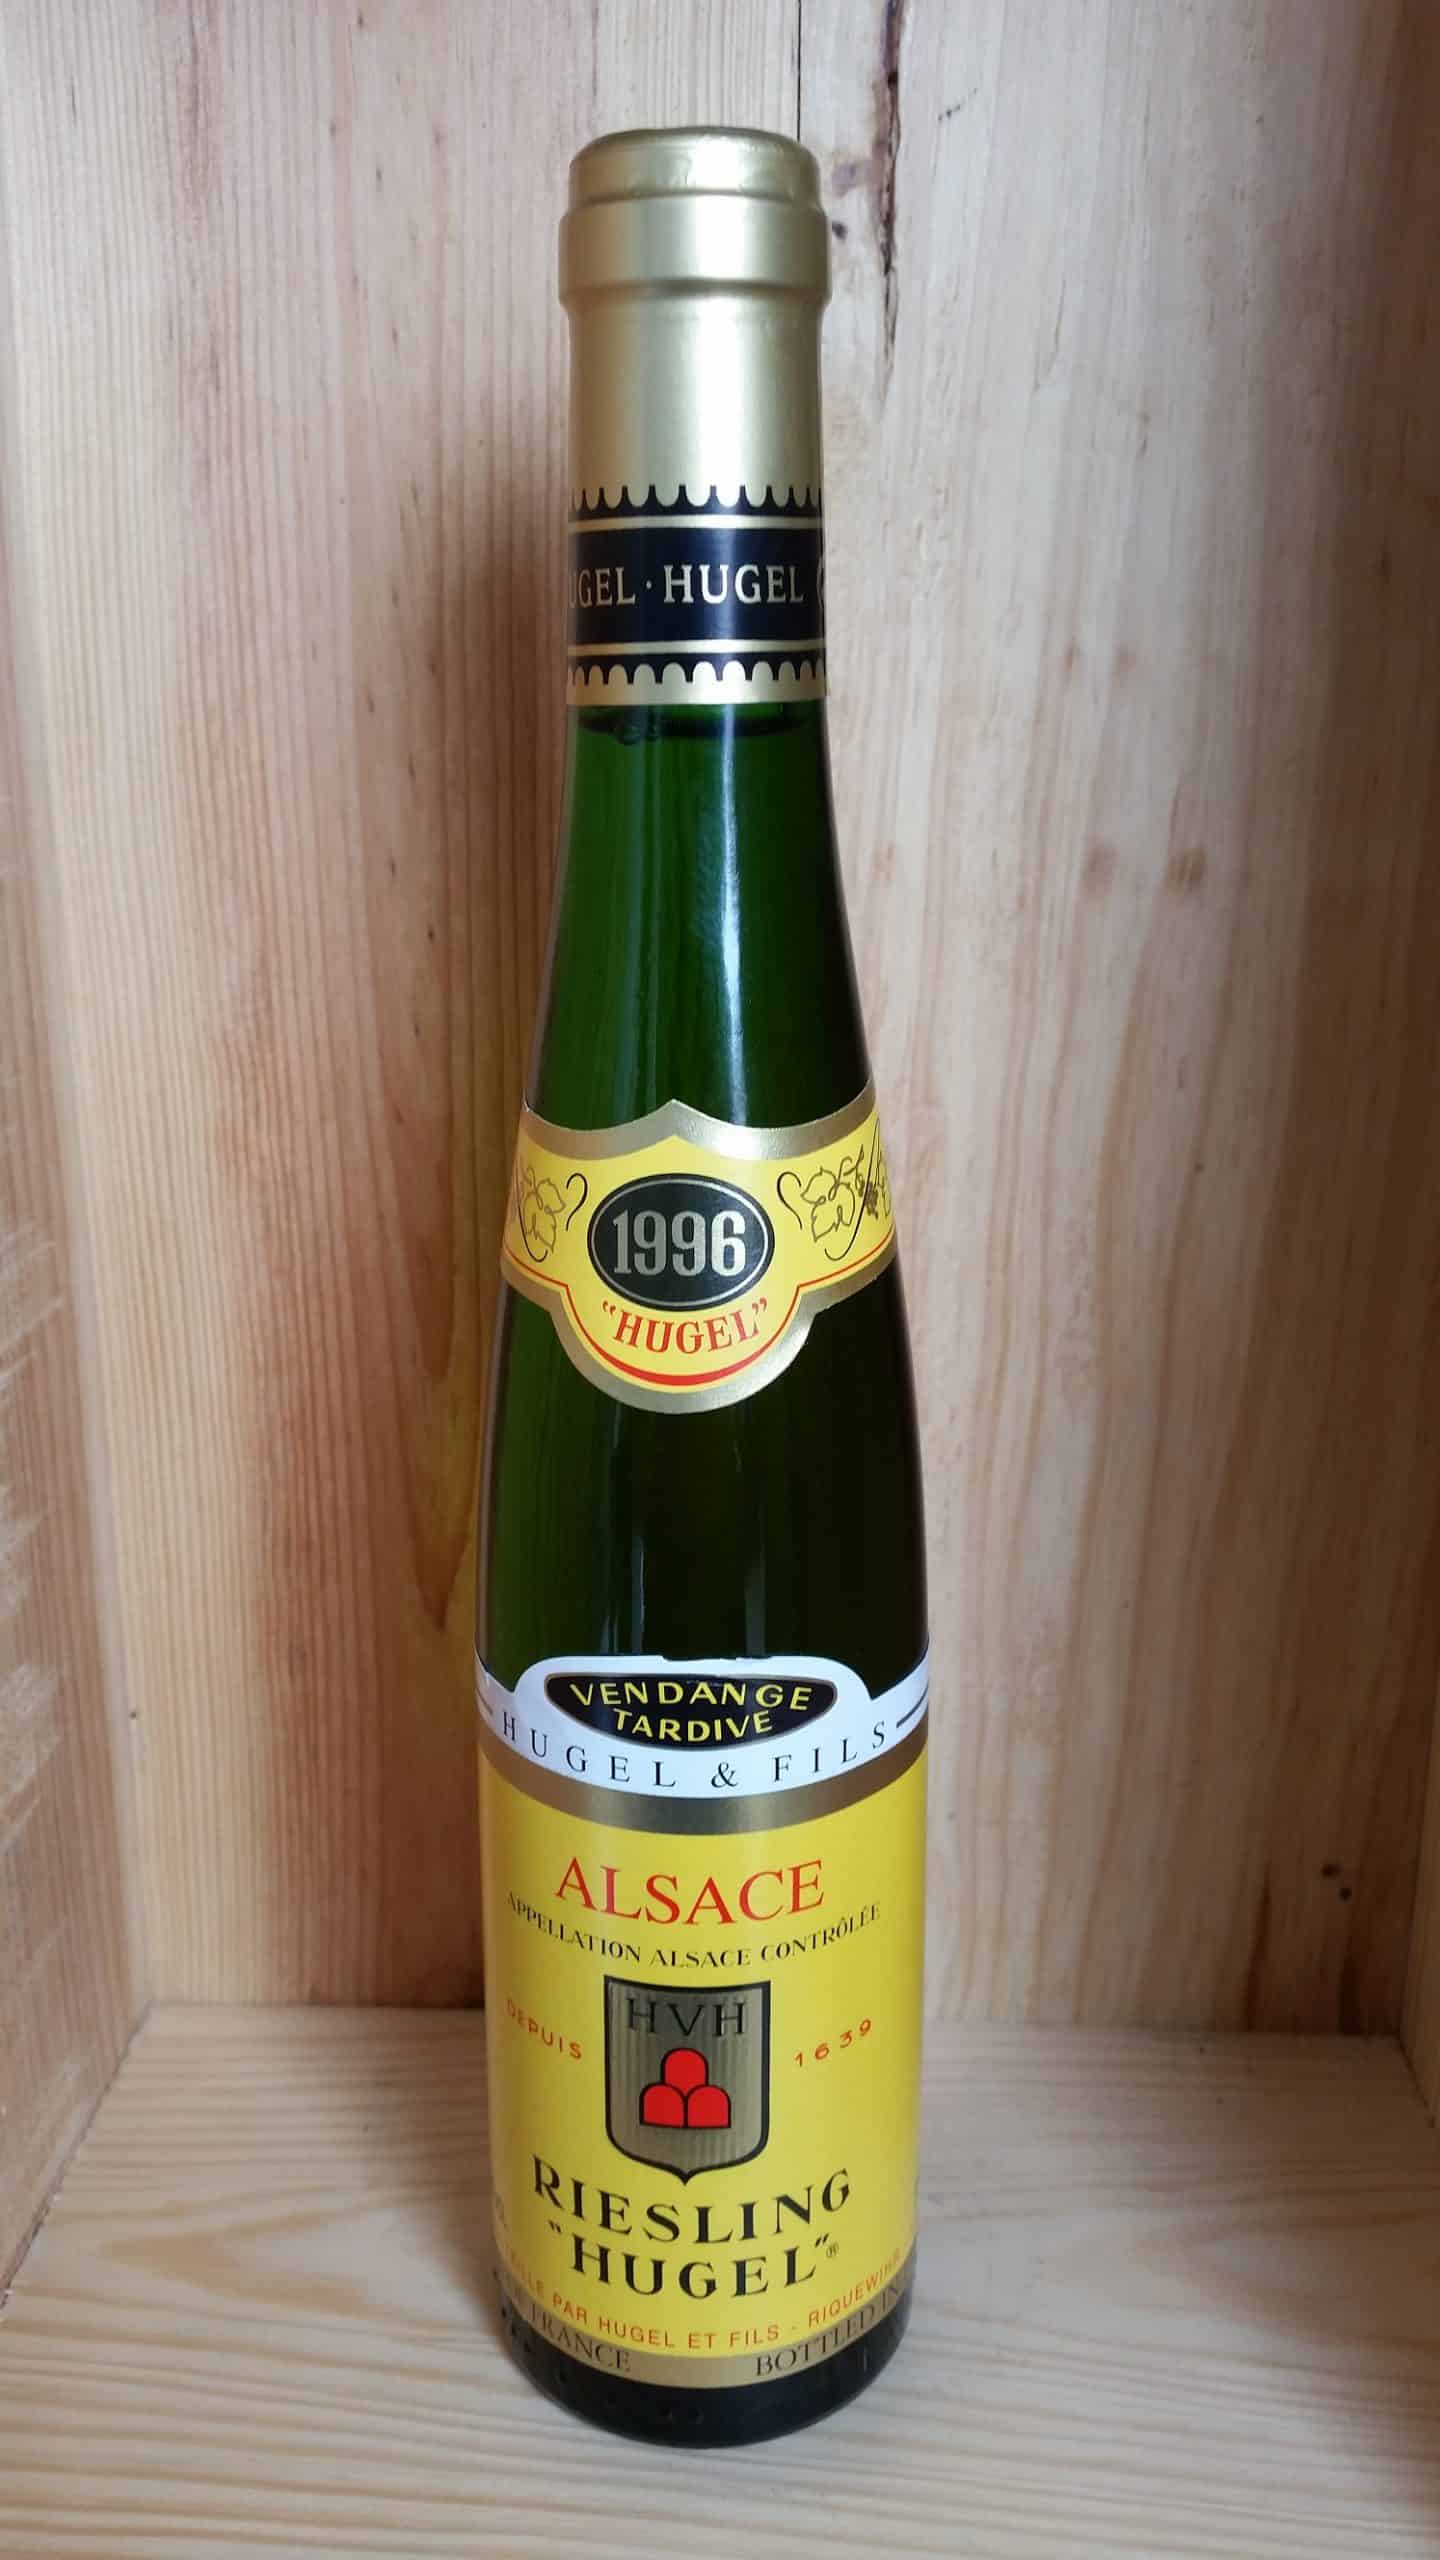 HUGEL
1996
"HUGEL"
VENDANGE
TARDIVE
HUGEL & FILS
ALSACE
APPELLATION ALSACE CONTRÔLÉE
HVH
DEPUIS 1639
RIESLING
"HUGEL"®
PAR HUGEL ET FILS - RIQUEWIHR
FRANCE BOTTLED IN